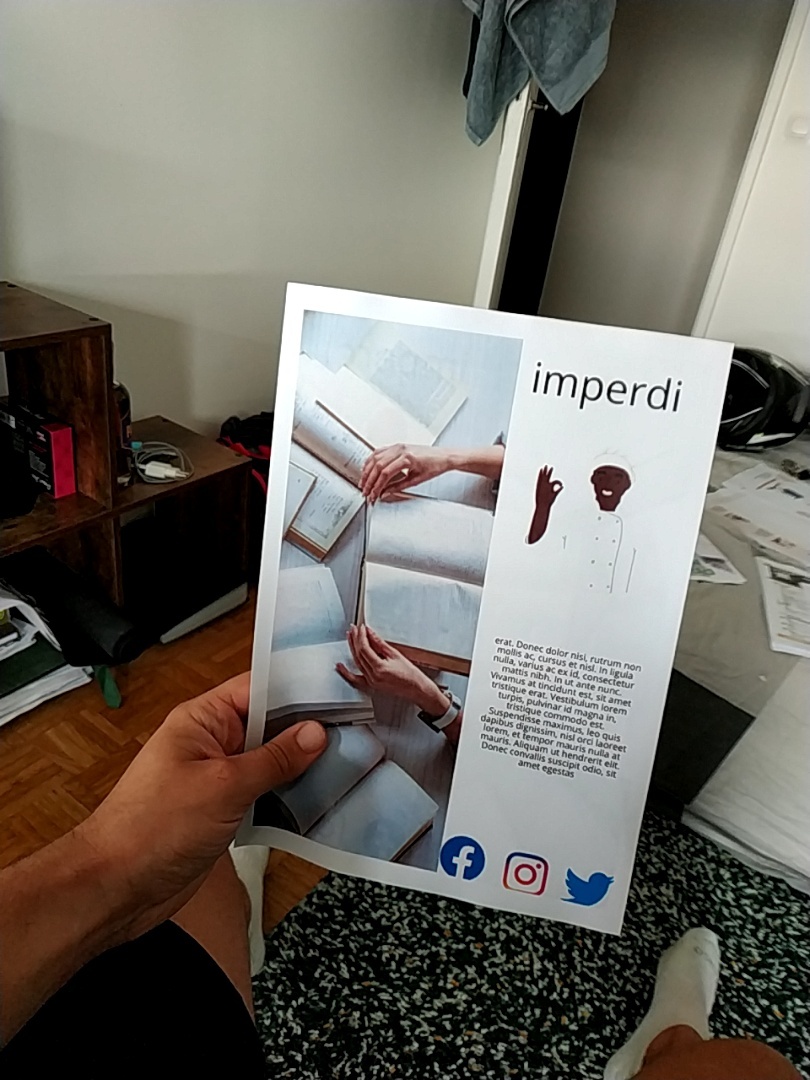 imperdi
erat. Donec dolor nisi, rutrum non
mollis ac, cursus et nisl. In ligula
nulla, varius ac ex id, consectetur
mattis nibh. In ut ante nunc.
Vivamus at tincidunt est, sit amet
tristique erat. Vestibulum lorem
turpis, pulvinar id magna in,
tristique commodo est.
Suspendisse maximus, leo quis
dapibus dignissim, nisl orci laoreet
lorem, et tempor mauris nulla at
mauris. Aliquam ut hendrerit elit.
Donec convallis suscipit odio, sit
amet egestas